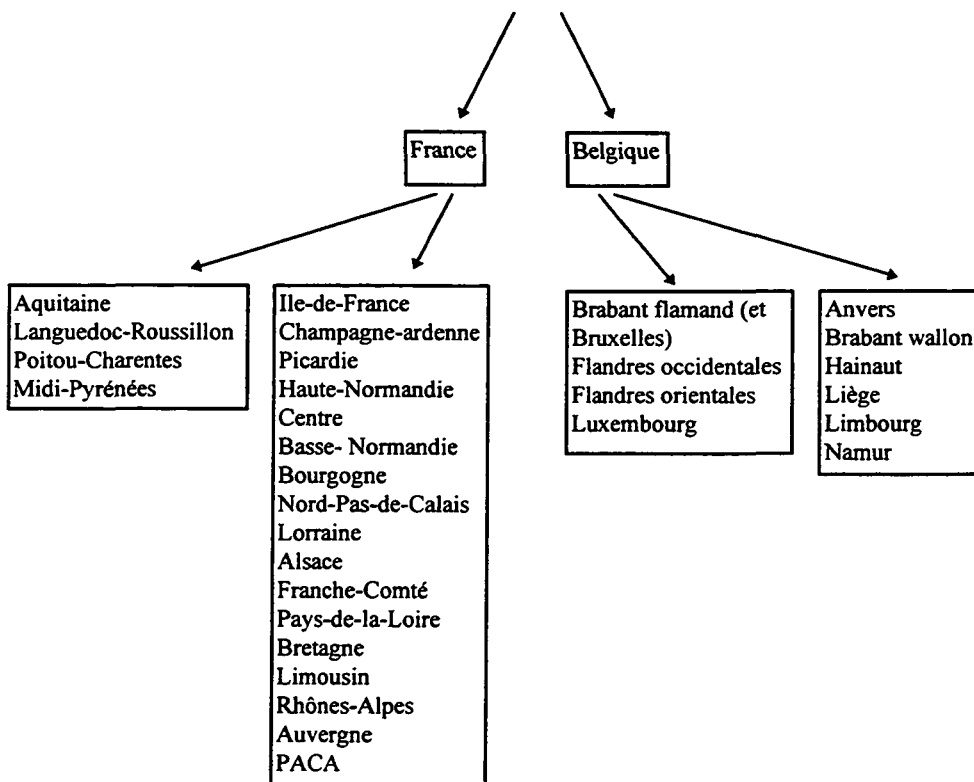 France
Belgique
Aquitaine
Languedoc-Roussillon
Poitou-Charentes
Midi-Pyrénées
Ile-de-France
Champagne-ardenne
Picardie
Haute-Normandie
Centre
Basse- Normandie
Bourgogne
Nord-Pas-de-Calais
Lorraine
Alsace
Franche-Comté
Pays-de-la-Loire
Bretagne
Limousin
Rhônes-Alpes
Auvergne
PACA
Brabant flamand (et
Bruxelles)
Flandres occidentales
Flandres orientales
Luxembourg
Anvers
Brabant wallon
Hainaut
Liège
Limbourg
Namur